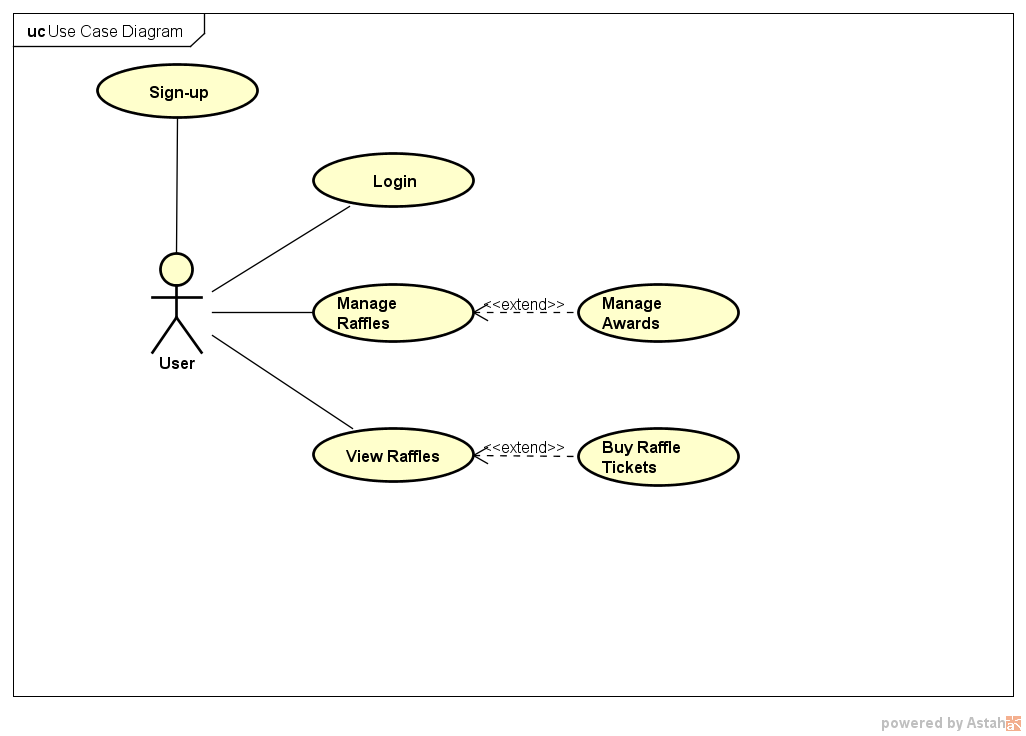 uc Use Case Diagram
Sign-up
Login
Manage
Raffles
<<extend>>
Manage
Awards
User
View Raffles
<<extend>>
Buy Raffle
Tickets
powered by Astah